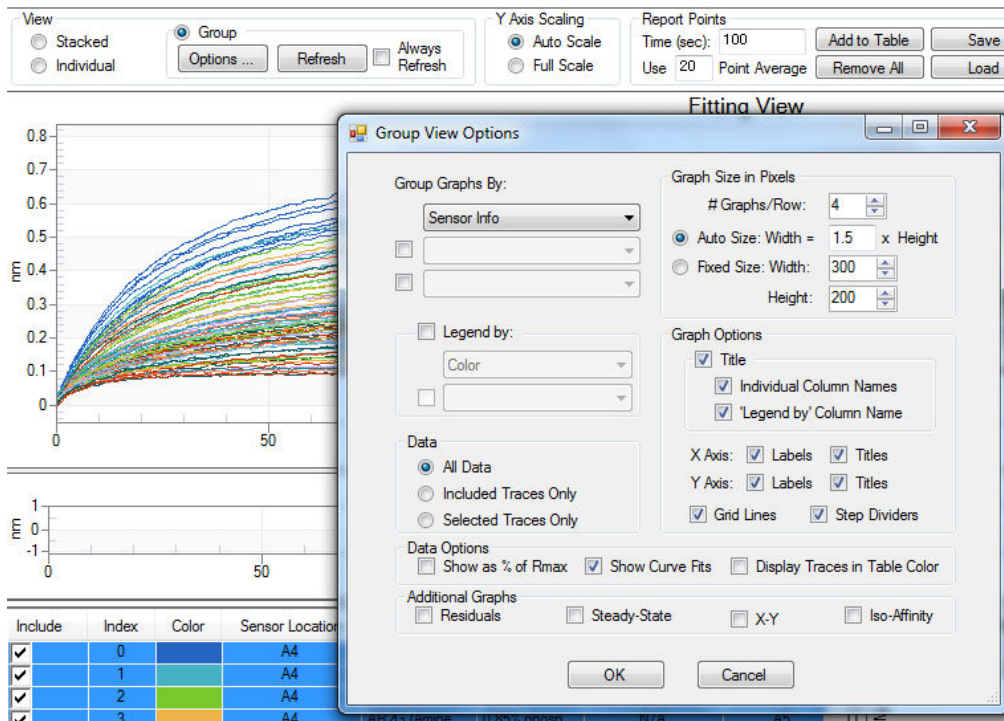 View
Stacked
Individual
Group
Options ...
Refresh
Always
Refresh
Y Axis Scaling
Auto Scale
Full Scale
Report Points
Time (sec): 100
Add to Table
Save
Use 20 Point Average
Remove All
Load
Fitting View
0.8
0.7
0.6
0.5
0.4
0.3
0.2
0.1
0
nm
0 50
1
0
-1
nm
0 50
Include Index Color Sensor Location
0 A4
1 A4
2 A4
3 A4
N/A A5
Group View Options
Group Graphs By:
Sensor Info
Legend by:
Color
Data
All Data
Included Traces Only
Selected Traces Only
Graph Size in Pixels
# Graphs/Row: 4
Auto Size: Width = 1.5 x Height
Fixed Size: Width: 300
Height: 200
Graph Options
Title
Individual Column Names
'Legend by' Column Name
X Axis: Labels Titles
Y Axis: Labels Titles
Grid Lines Step Dividers
Data Options
Show as % of Rmax Show Curve Fits Display Traces in Table Color
Additional Graphs
Residuals Steady-State X-Y Iso-Affinity
OK Cancel